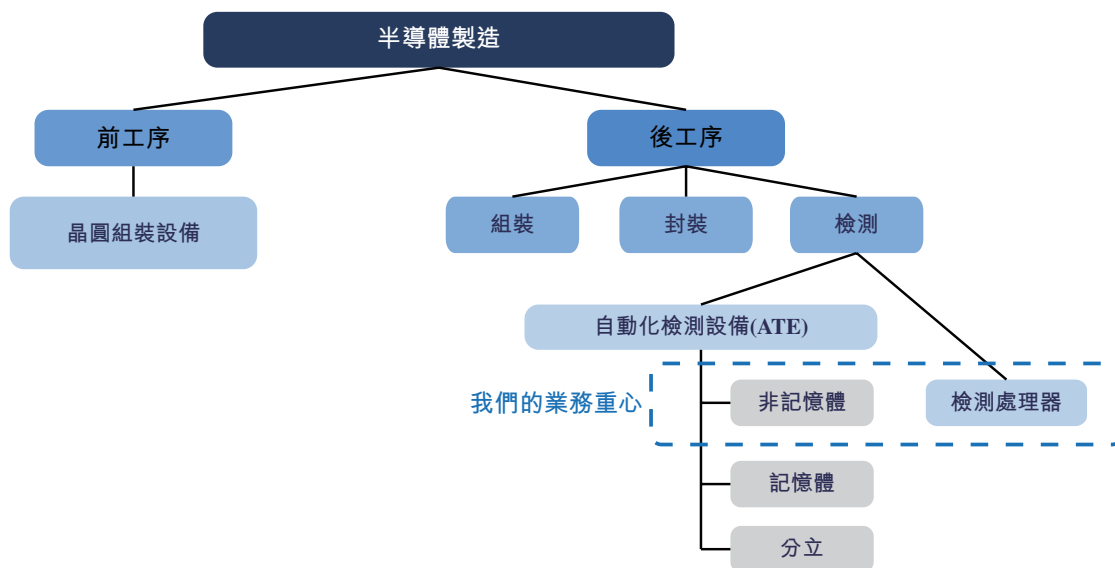 半導體製造
前工序
後工序
晶圓組裝設備
組裝
封裝
檢測
自動化檢測設備(ATE)
我們的業務重心
非記憶體
檢測處理器
記憶體
分立